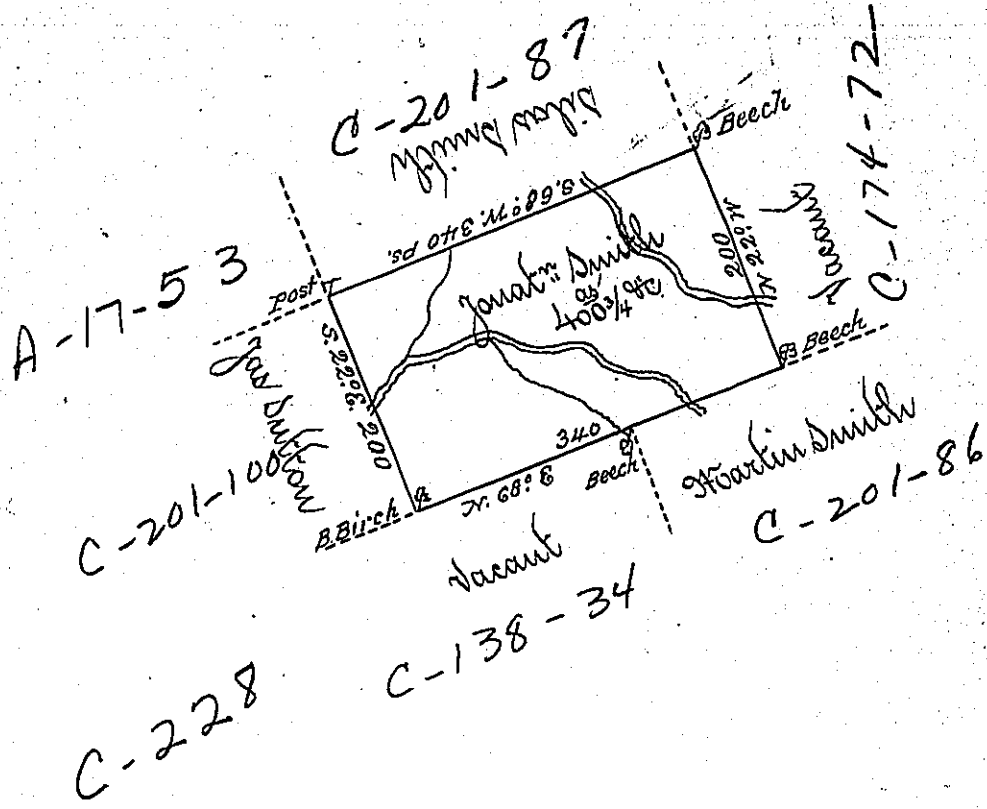 C-201-87
Silas Smith
Beech
C-174-72
Vacant
S. 68° W. 340 ps.
A-17-53
Post
200
N 22° W
Jonatn Smith
as
400 3/4 Ac.
S 22° E. 200
Jas Sutton
C-201-100
Beech
340
Beech
N. 68° E
B.Birch
Martin Smith
C-201-86
Vacant
C-138-34
C-228